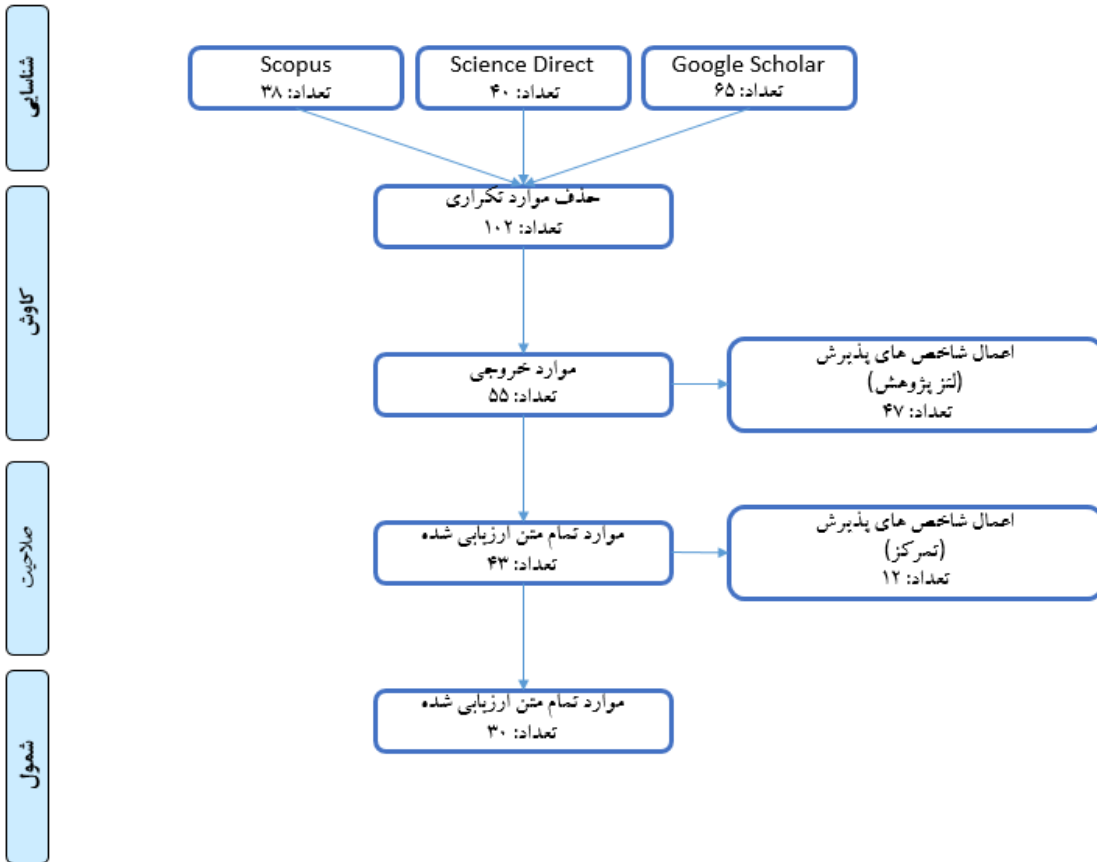 شناسایی
Scopus
تعداد: ۳۸
Science Direct
تعداد: ۴۰
Google Scholar
تعداد: ۶۵
کاوش
حذف موارد تکراری
تعداد: ۱۰۲
موارد خروجی
تعداد: ۵۵
اعمال شاخص های پذیرش
(لنز پژوهش)
تعداد: ۴۷
صلاحیت
موارد تمام متن ارزیابی شده
تعداد: ۴۳
اعمال شاخص های پذیرش
(تمرکز)
تعداد: ۱۲
شمول
موارد تمام متن ارزیابی شده
تعداد: ۳۰